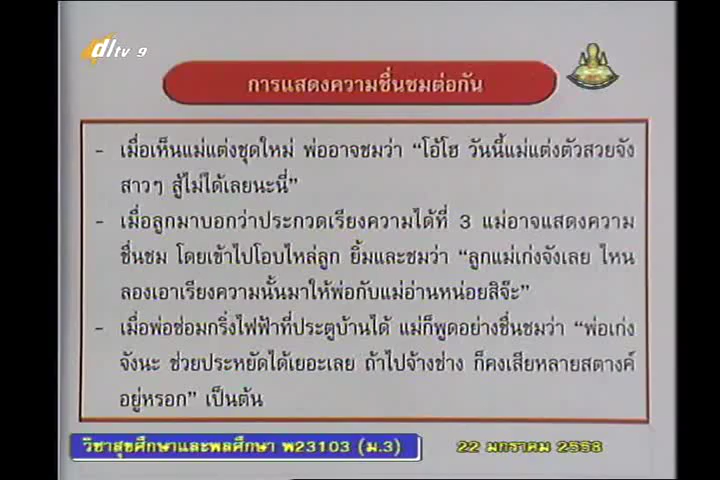 dltv 9
การแสดงความชื่นชมต่อกัน
- เมื่อเห็นแม่แต่งชุดใหม่ พ่ออาจชมว่า “โอ้โฮ วันนี้แม่แต่งตัวสวยจัง
สาวๆ สู้ไม่ได้เลยนะนี่”
- เมื่อลูกมาบอกว่าประกวดเรียงความได้ที่ 3 แม่อาจแสดงความ
ชื่นชม โดยเข้าไปโอบไหล่ลูก ยิ้มและชมว่า “ลูกแม่เก่งจังเลย ไหน
ลองเอาเรียงความนั้นมาให้พ่อกับแม่อ่านหน่อยสิจ๊ะ”
- เมื่อพ่อซ่อมกริ่งไฟฟ้าที่ประตูบ้านได้ แม่ก็พูดอย่างชื่นชมว่า “พ่อเก่ง
จังนะ ช่วยประหยัดได้เยอะเลย ถ้าไปจ้างช่าง ก็คงเสียหลายสตางค์
อยู่หรอก” เป็นต้น
วิชาสุขศึกษาและพลศึกษา พ23103 (ม.3)
22 มกราคม 2558